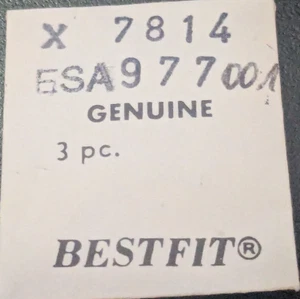 X 7814
ESA977001
GENUINE
3 pc.
BESTFIT®